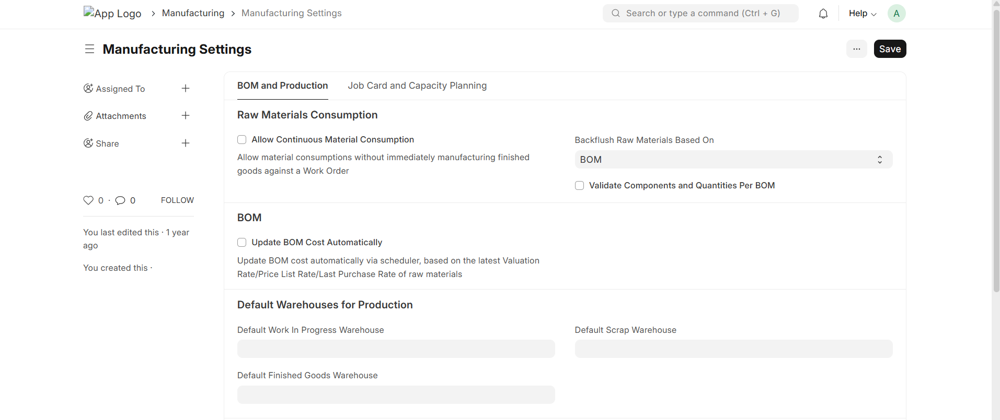 App Logo > Manufacturing > Manufacturing Settings
Search or type a command (Ctrl + G)
Help
A
Manufacturing Settings
···
Save
Assigned To
Attachments
Share
0 · 0
FOLLOW
You last edited this · 1 year
ago
You created this ·
BOM and Production
Job Card and Capacity Planning
Raw Materials Consumption
Allow Continuous Material Consumption
Allow material consumptions without immediately manufacturing finished
goods against a Work Order
Backflush Raw Materials Based On
BOM
Validate Components and Quantities Per BOM
BOM
Update BOM Cost Automatically
Update BOM cost automatically via scheduler, based on the latest Valuation
Rate/Price List Rate/Last Purchase Rate of raw materials
Default Warehouses for Production
Default Work In Progress Warehouse
Default Scrap Warehouse
Default Finished Goods Warehouse